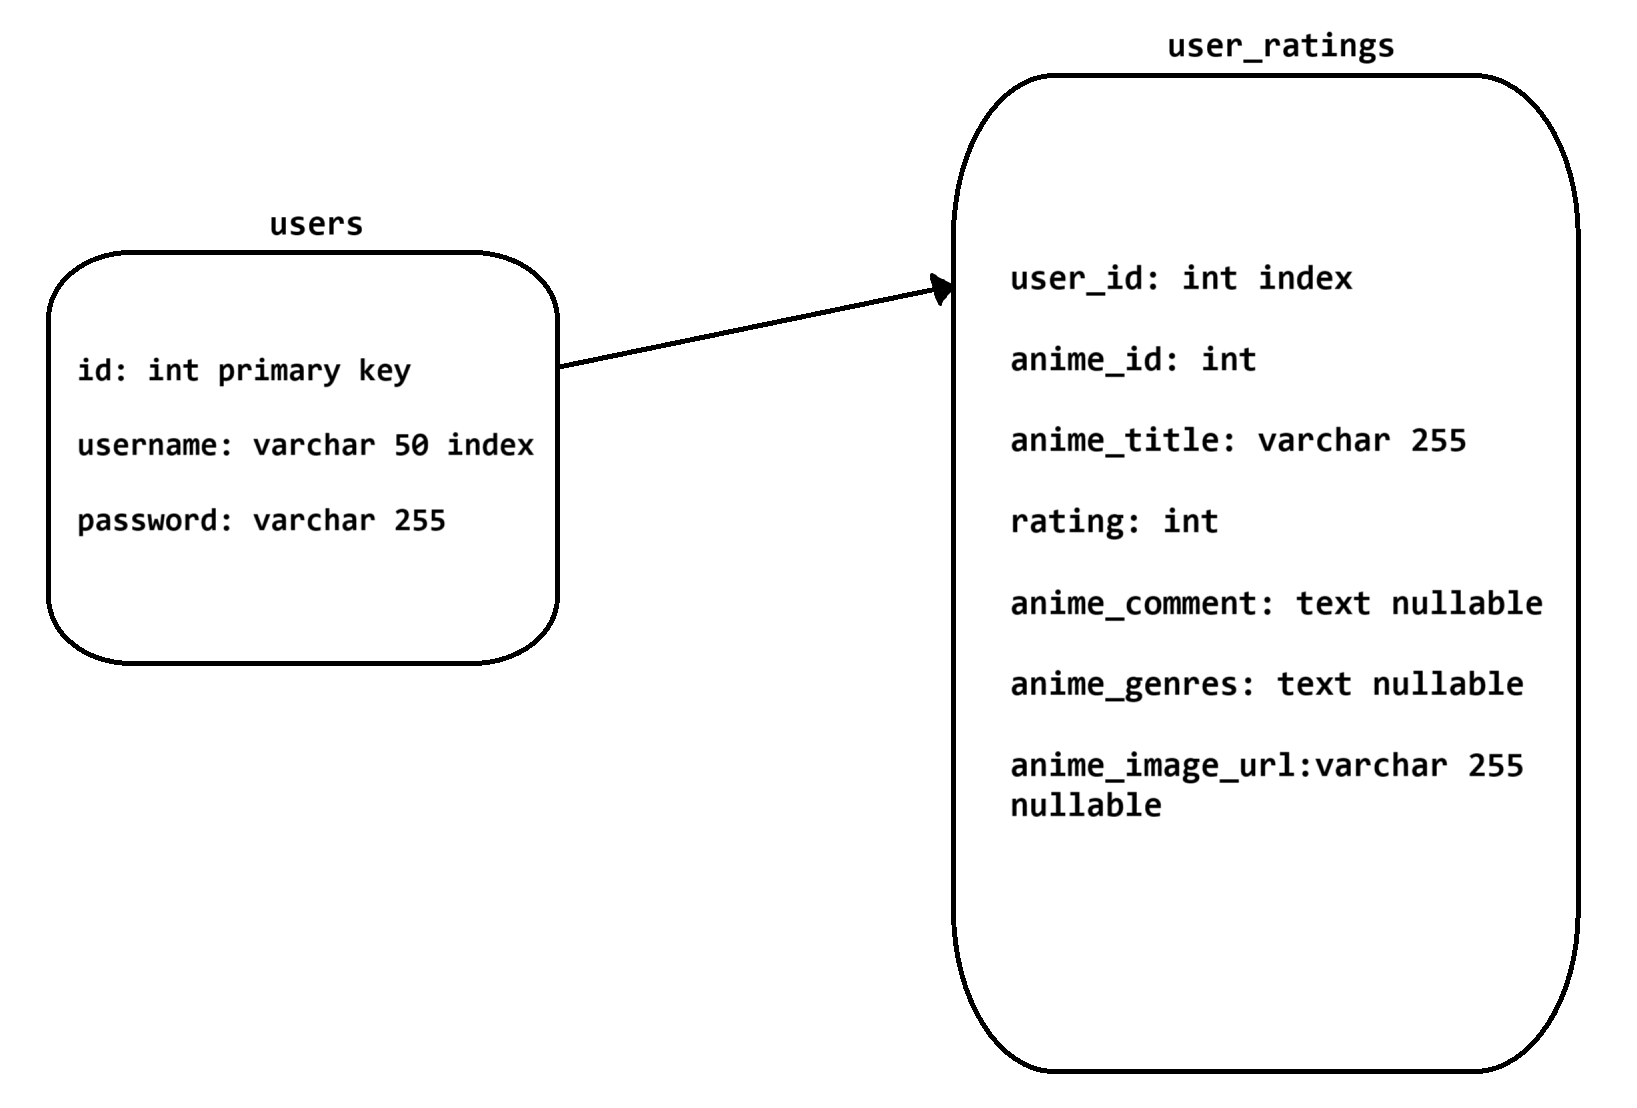 users
id: int primary key
username: varchar 50 index
password: varchar 255
user_ratings
user_id: int index
anime_id: int
anime_title: varchar 255
rating: int
anime_comment: text nullable
anime_genres: text nullable
anime_image_url:varchar 255
nullable